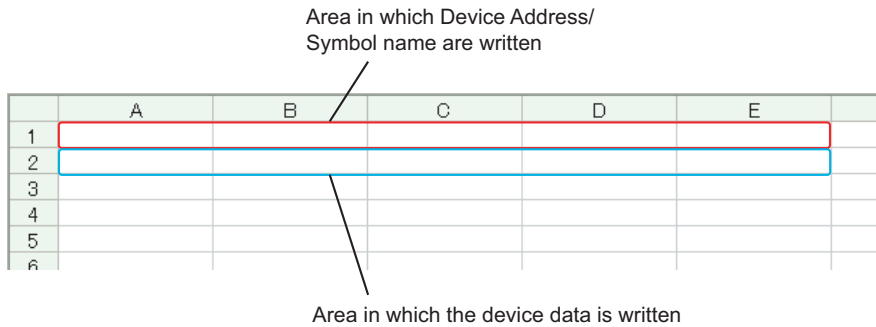 Area in which Device Address/
Symbol name are written
A B C D E
1
2
3
4
5
6
Area in which the device data is written